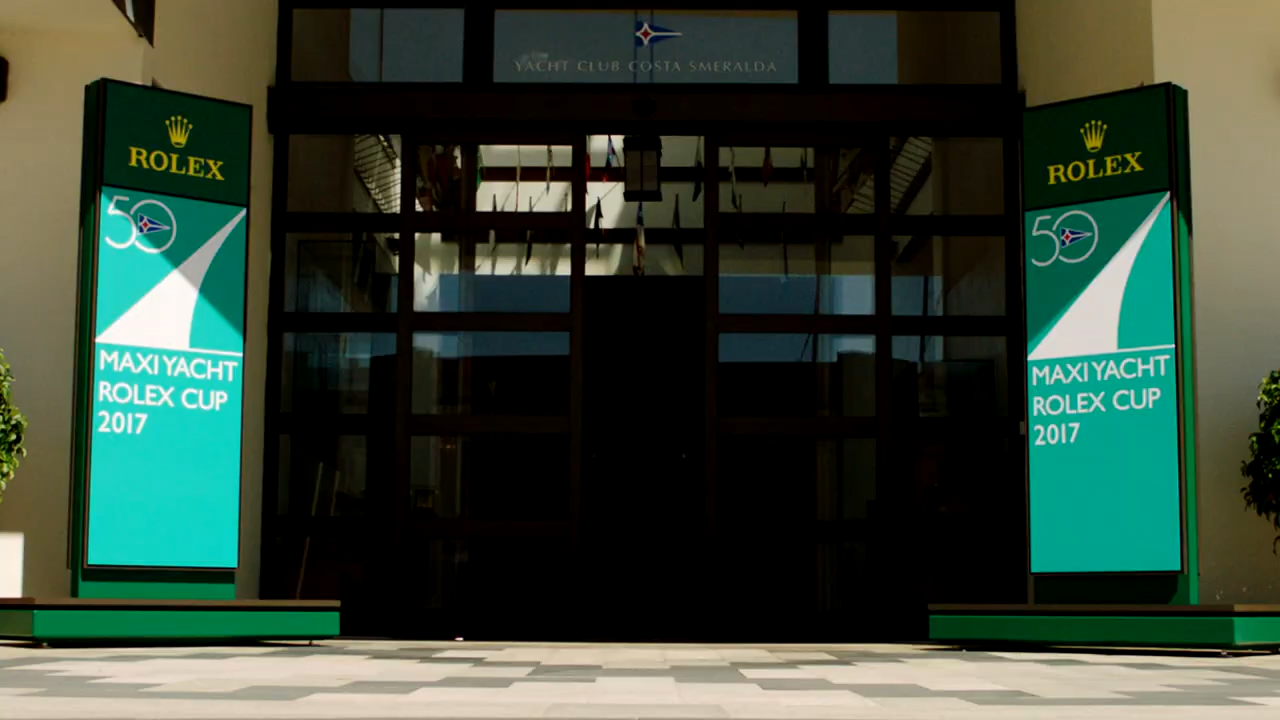 YACHT CLUB COSTA SMERALDA
ROLEX
50
MAXI YACHT
ROLEX CUP
2017
ROLEX
50
MAXI YACHT
ROLEX CUP
2017